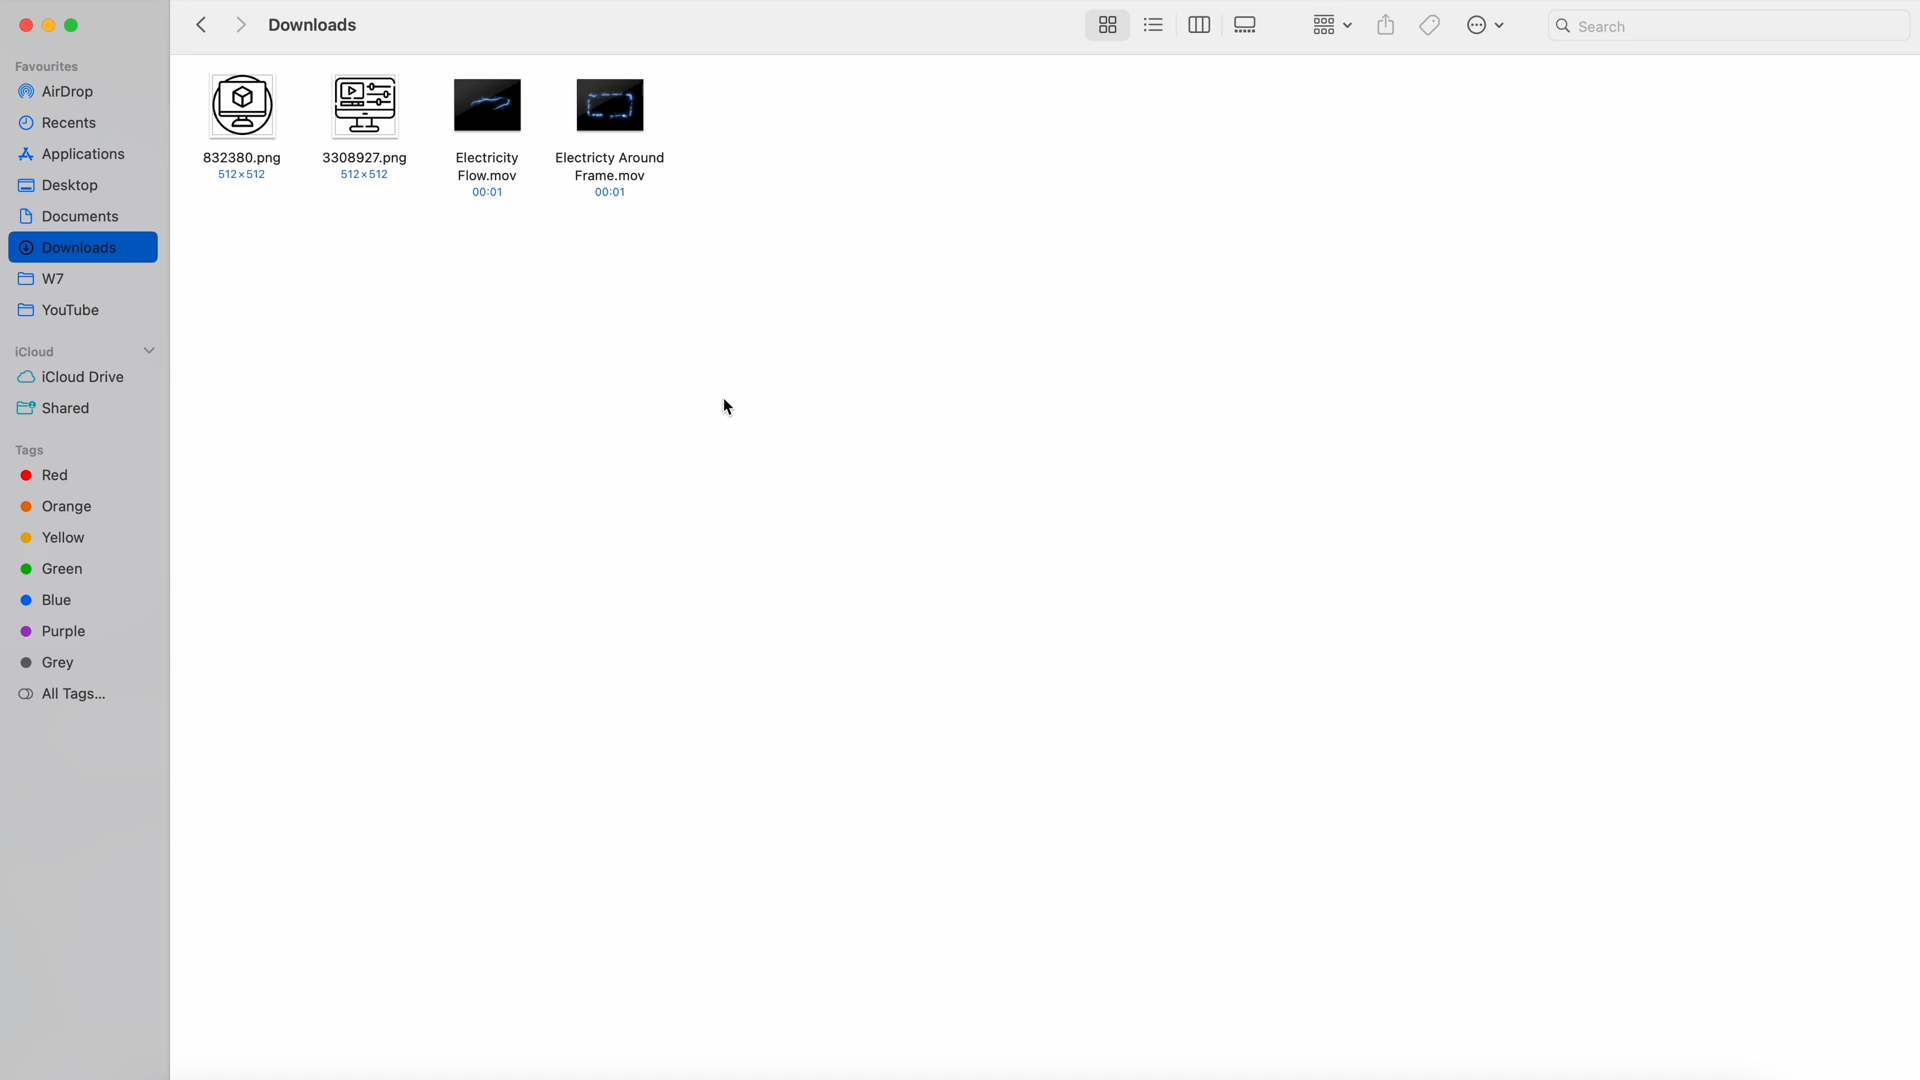 Downloads
Search
Favourites
AirDrop
Recents
Applications
Desktop
Documents
Downloads
W7
YouTube
iCloud
iCloud Drive
Shared
Tags
Red
Orange
Yellow
Green
Blue
Purple
Grey
All Tags...
832380.png
512×512
3308927.png
512×512
Electricity
Flow.mov
00:01
Electricty Around
Frame.mov
00:01